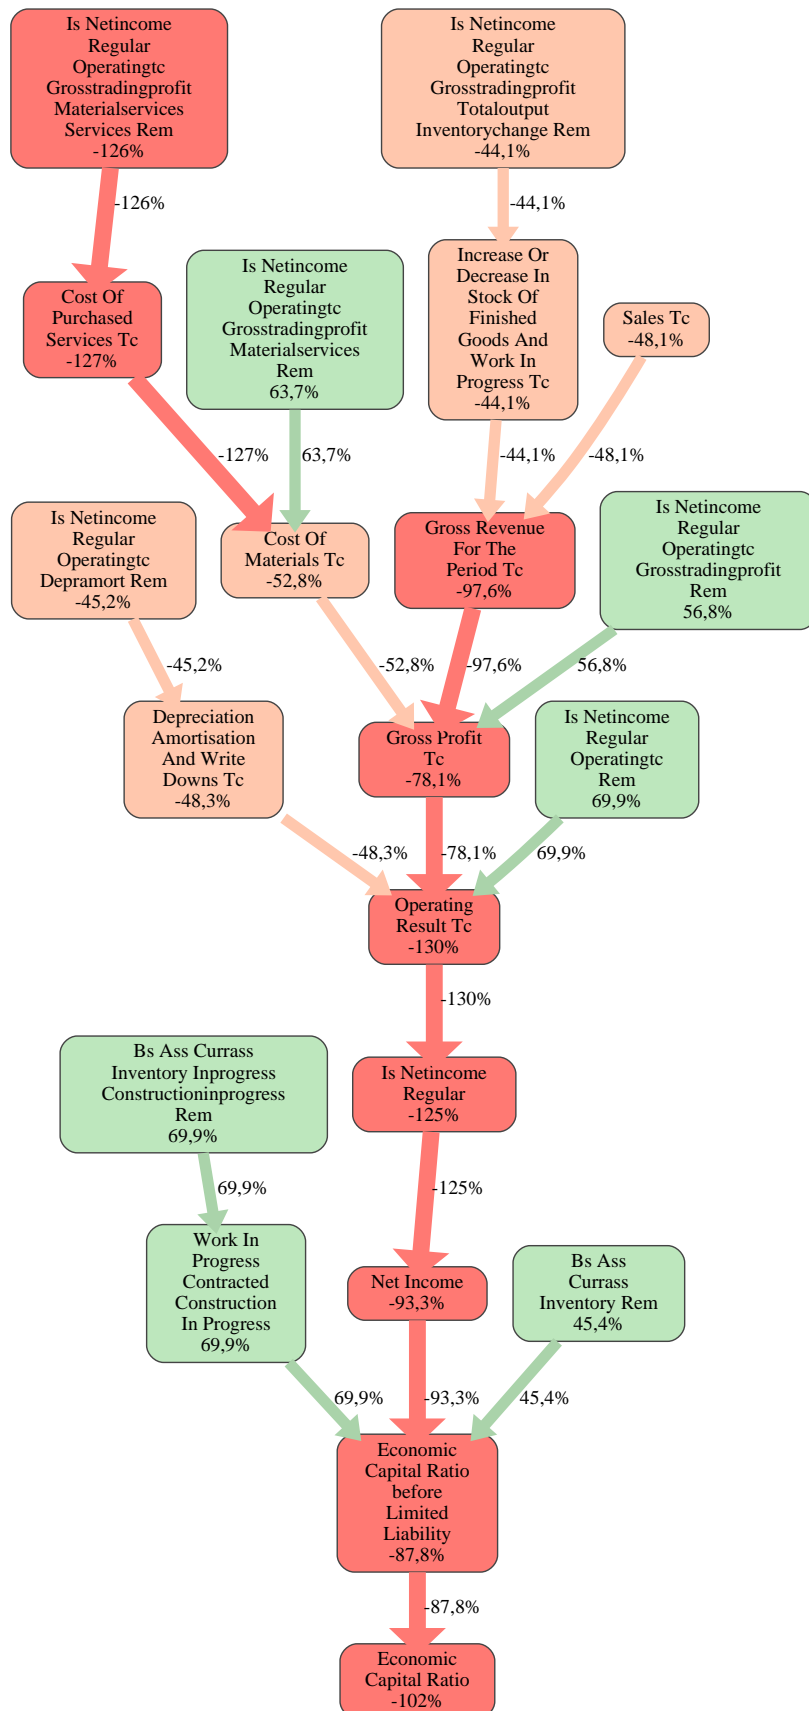 Is Netincome
Regular
Operatingtc
Grosstradingprofit
Materialservices
Services Rem
-126%
Is Netincome
Regular
Operatingtc
Grosstradingprofit
Totaloutput
Inventorychange Rem
-44,1%
-126%
-44,1%
Cost Of
Purchased
Services Tc
-127%
Is Netincome
Regular
Operatingtc
Grosstradingprofit
Materialservices
Rem
63,7%
Increase Or
Decrease In
Stock Of
Finished
Goods And
Work In
Progress Tc
-44,1%
Sales Tc
-48,1%
-127%
63,7%
-44,1%
-48,1%
Is Netincome
Regular
Operatingtc
Depramort Rem
-45,2%
Cost Of
Materials Tc
-52,8%
Gross Revenue
For The
Period Tc
-97,6%
Is Netincome
Regular
Operatingtc
Grosstradingprofit
Rem
56,8%
-45,2%
-52,8%
-97,6%
56,8%
Depreciation
Amortisation
And Write
Downs Tc
-48,3%
Gross Profit
Tc
-78,1%
Is Netincome
Regular
Operatingtc
Rem
69,9%
-48,3%
-78,1%
69,9%
Operating
Result Tc
-130%
-130%
Bs Ass Currass
Inventory Inprogress
Constructioninprogress
Rem
69,9%
Is Netincome
Regular
-125%
69,9%
-125%
Work In
Progress
Contracted
Construction
In Progress
69,9%
Net Income
-93,3%
Bs Ass
Currass
Inventory Rem
45,4%
69,9%
-93,3%
45,4%
Economic
Capital Ratio
before
Limited
Liability
-87,8%
-87,8%
Economic
Capital Ratio
-102%